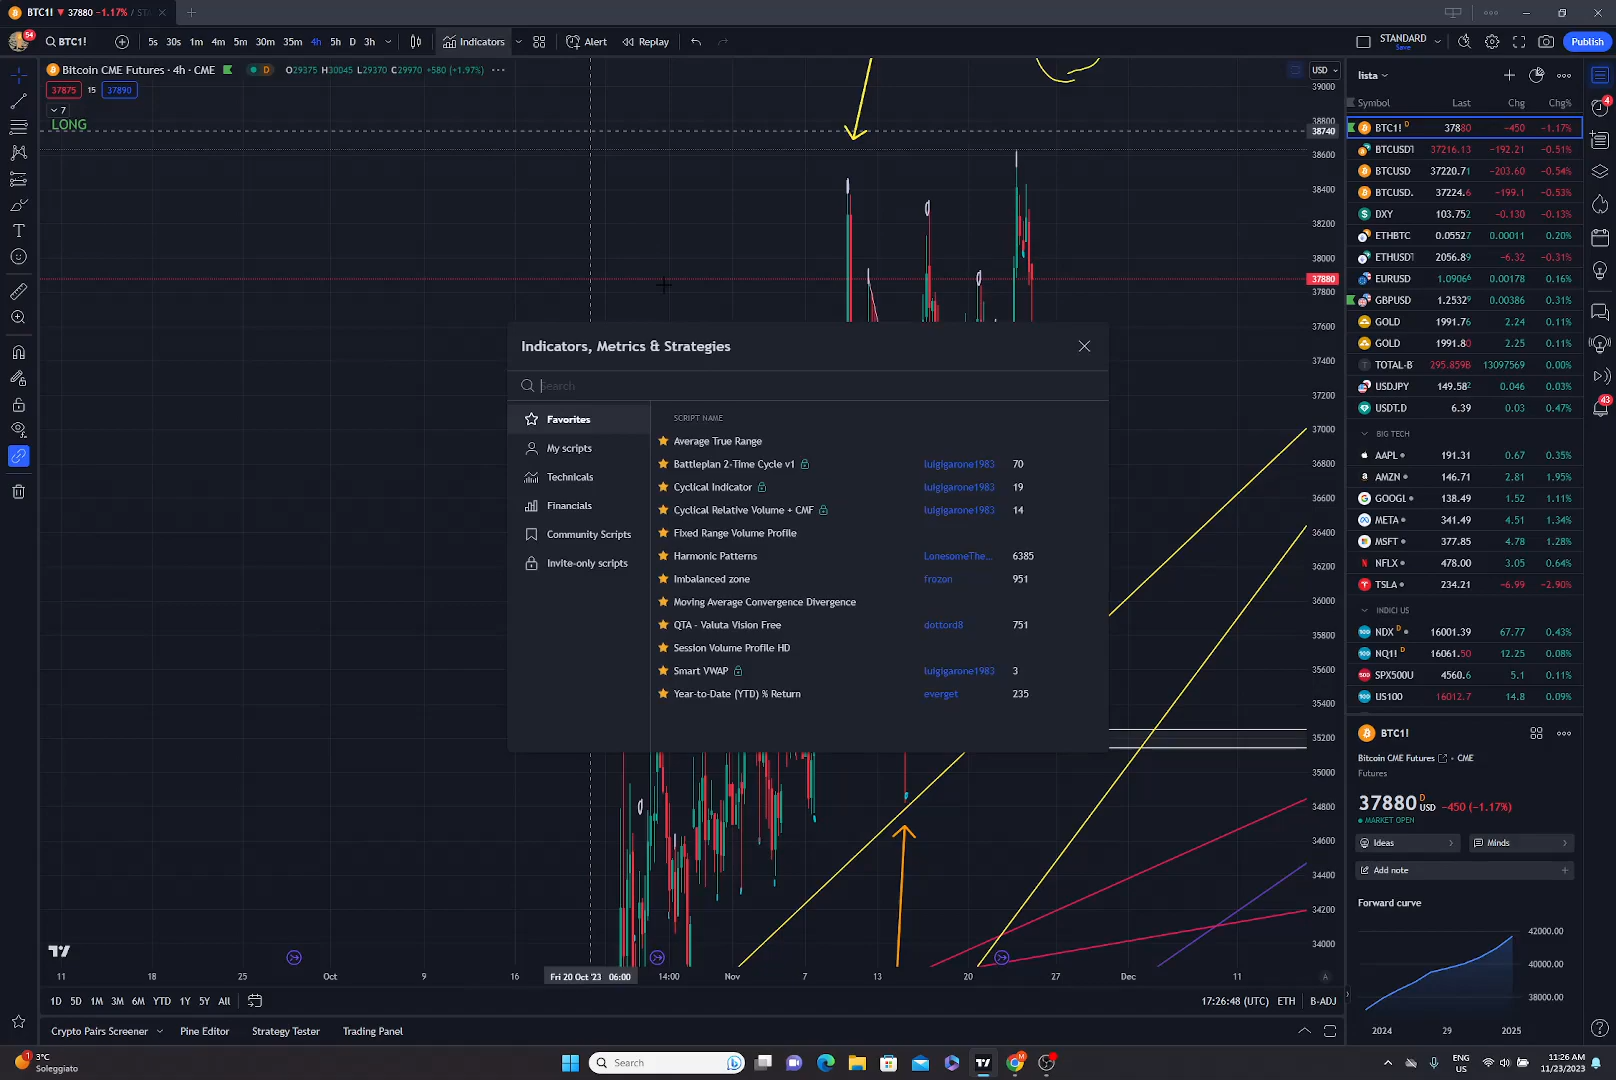 BTC1! ▼ 37880 −1.17% / ST
54
BTC1!
5s 30s 1m 4m 5m 30m 35m 4h 5h D 3h
Indicators
Alert
Replay
STANDARD
Save
Publish
Bitcoin CME Futures · 4h · CME
D
O29375 H30045 L29370 C29970 +580 (+1.97%)
37875 15 37890
7
LONG
USD
39000
38800
38740
38600
38400
38200
38000
37880
37800
37600
37400
37200
37000
36800
36600
36400
36200
36000
35800
35600
35400
35200
35000
34800
34600
34400
34200
34000
Indicators, Metrics & Strategies
Search
Favorites
My scripts
Technicals
Financials
Community Scripts
Invite-only scripts
SCRIPT NAME
Average True Range
Battleplan 2-Time Cycle v1 luigigarone1983 70
Cyclical Indicator luigigarone1983 19
Cyclical Relative Volume + CMF luigigarone1983 14
Fixed Range Volume Profile
Harmonic Patterns LonesomeThe... 6385
Imbalanced zone frozon 951
Moving Average Convergence Divergence
QTA - Valuta Vision Free dottord8 751
Session Volume Profile HD
Smart VWAP luigigarone1983 3
Year-to-Date (YTD) % Return everget 235
11 18 25 Oct 9 16 Fri 20 Oct '23 06:00 14:00 Nov 7 13 20 27 Dec 11
A
1D 5D 1M 3M 6M YTD 1Y 5Y All
17:26:48 (UTC) ETH B-ADJ
Crypto Pairs Screener Pine Editor Strategy Tester Trading Panel
lista
Symbol Last Chg Chg%
BTC1! D 37880 −450 −1.17%
BTCUSDT 37216.13 −192.21 −0.51%
BTCUSD 37220.71 −203.60 −0.54%
BTCUSD. 37224.6 −199.1 −0.53%
DXY 103.752 −0.130 −0.13%
ETHBTC 0.05527 0.00011 0.20%
ETHUSDT 2056.89 −6.32 −0.31%
EURUSD 1.09066 0.00178 0.16%
GBPUSD 1.25329 0.00386 0.31%
GOLD 1991.76 2.24 0.11%
GOLD 1991.80 2.25 0.11%
TOTAL-B 295.859B 13097569 0.00%
USDJPY 149.582 0.046 0.03%
USDT.D 6.39 0.03 0.47%
BIG TECH
AAPL 191.31 0.67 0.35%
AMZN 146.71 2.81 1.95%
GOOGL 138.49 1.52 1.11%
META 341.49 4.51 1.34%
MSFT 377.85 4.78 1.28%
NFLX 478.00 3.05 0.64%
TSLA 234.21 −6.99 −2.90%
INDICI US
NDX D 16001.39 67.77 0.43%
NQ1! D 16061.50 12.25 0.08%
SPX500U 4560.6 5.1 0.11%
US100 16012.7 14.8 0.09%
4
43
BTC1!
Bitcoin CME Futures • CME
Futures
37880 D USD −450 (−1.17%)
MARKET OPEN
Ideas
Minds
Add note
Forward curve
42000.00
40000.00
38000.00
2024 29 2025
1
3°C
Soleggiato
Search
ENG
US
11:26 AM
11/23/2023